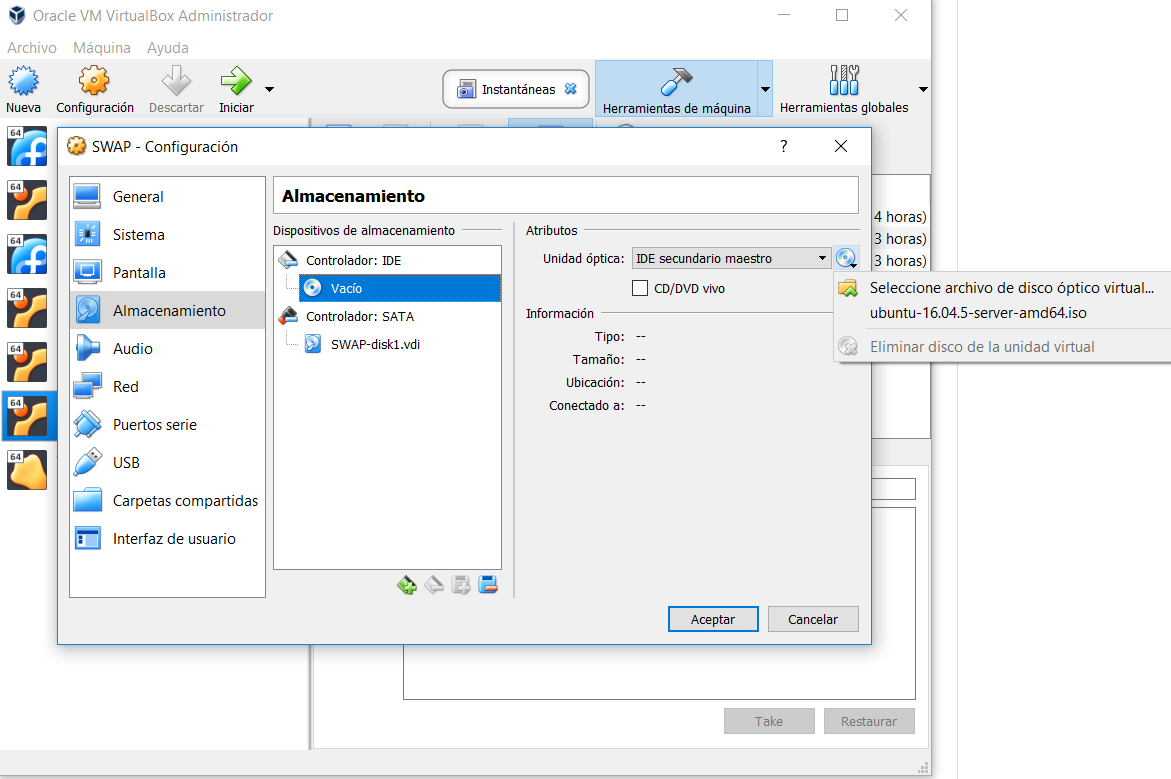 Oracle VM VirtualBox Administrador
Archivo Máquina Ayuda
Nueva Configuración Descartar Iniciar Instantáneas Herramientas de máquina Herramientas globales
64
64
64
64
64
64
64
SWAP - Configuración ?
General
Sistema
Pantalla
Almacenamiento
Audio
Red
Puertos serie
USB
Carpetas compartidas
Interfaz de usuario
Almacenamiento
Dispositivos de almacenamiento
Controlador: IDE
Vacío
Controlador: SATA
SWAP-disk1.vdi
Atributos
Unidad óptica: IDE secundario maestro
CD/DVD vivo
Información
Tipo: --
Tamaño: --
Ubicación: --
Conectado a: --
4 horas)
3 horas)
3 horas)
Seleccione archivo de disco óptico virtual...
ubuntu-16.04.5-server-amd64.iso
Eliminar disco de la unidad virtual
Aceptar Cancelar
Take Restaurar